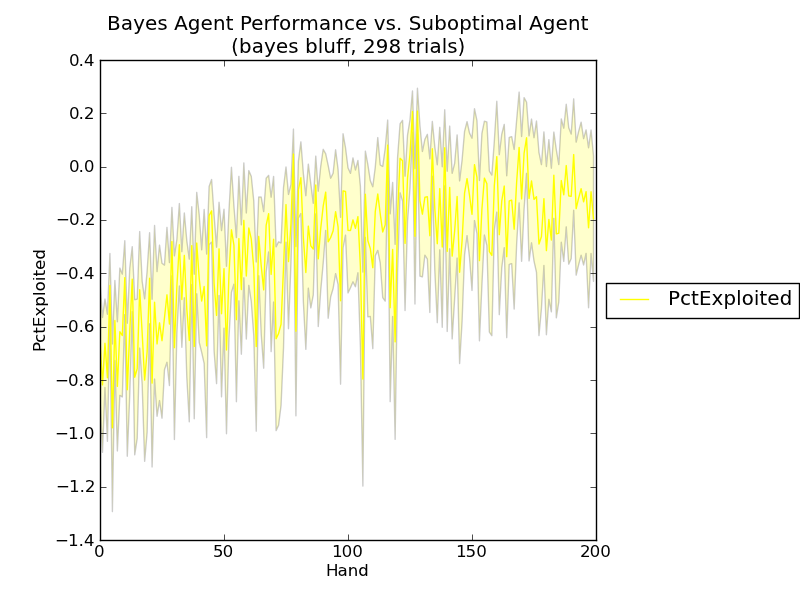 Bayes Agent Performance vs. Suboptimal Agent
(bayes bluff, 298 trials)
0.4
0.2
0.0
−0.2
−0.4
−0.6
−0.8
−1.0
−1.2
−1.4
PctExploited
0 50 100 150 200
Hand
PctExploited